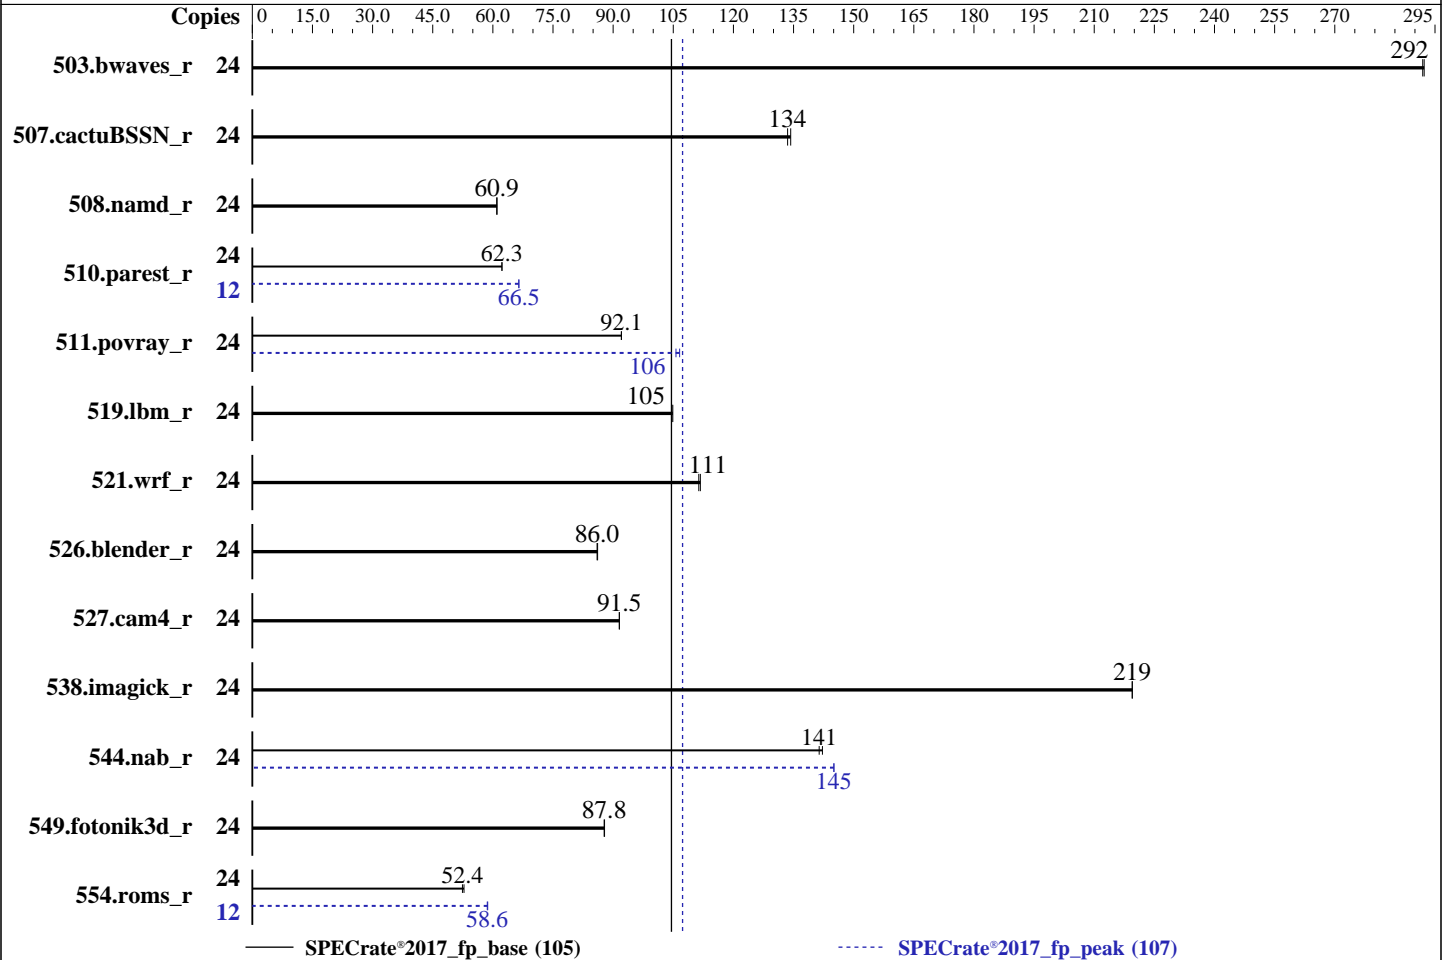 Copies 0 15.0 30.0 45.0 60.0 75.0 90.0 105 120 135 150 165 180 195 210 225 240 255 270 295
292
503.bwaves_r 24
134
507.cactuBSSN_r 24
60.9
508.namd_r 24
24 62.3
510.parest_r
12 66.5
92.1
511.povray_r 24
106
105
519.lbm_r 24
111
521.wrf_r 24
86.0
526.blender_r 24
91.5
527.cam4_r 24
219
538.imagick_r 24
141
544.nab_r 24
145
87.8
549.fotonik3d_r 24
24 52.4
554.roms_r
12 58.6
SPECrate®2017_fp_base (105) SPECrate®2017_fp_peak (107)